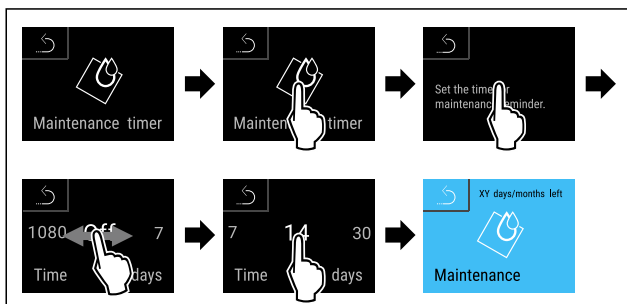 Maintenance timer
Mainten timer
Set the time r
maintenanc eminder.
1080 Off 7
Time days
7 14 30
Time days
XY days/months left
Maintenance